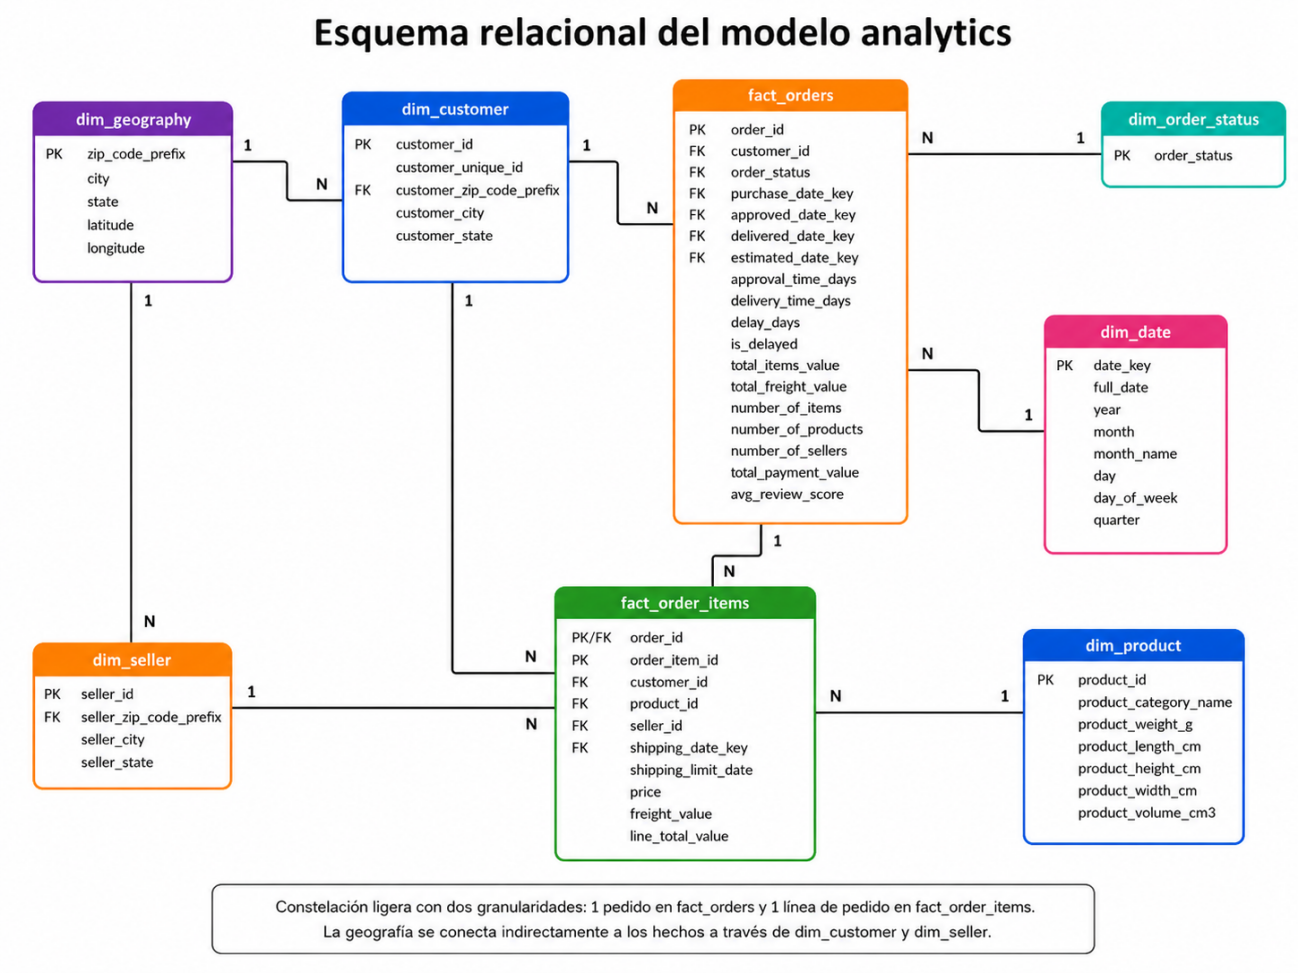 Esquema relacional del modelo analytics
dim_geography
PK zip_code_prefix
city
state
latitude
longitude
1
N
1
N
dim_customer
PK customer_id
customer_unique_id
FK customer_zip_code_prefix
customer_city
customer_state
1
N
1
N
fact_orders
PK order_id
FK customer_id
FK order_status
FK purchase_date_key
FK approved_date_key
FK delivered_date_key
FK estimated_date_key
approval_time_days
delivery_time_days
delay_days
is_delayed
total_items_value
total_freight_value
number_of_items
number_of_products
number_of_sellers
total_payment_value
avg_review_score
N
1
dim_order_status
PK order_status
N
1
dim_date
PK date_key
full_date
year
month
month_name
day
day_of_week
quarter
1
N
dim_seller
PK seller_id
FK seller_zip_code_prefix
seller_city
seller_state
1
N
fact_order_items
PK/FK order_id
PK order_item_id
FK customer_id
FK product_id
FK seller_id
FK shipping_date_key
shipping_limit_date
price
freight_value
line_total_value
N
1
dim_product
PK product_id
product_category_name
product_weight_g
product_length_cm
product_height_cm
product_width_cm
product_volume_cm3
Constelación ligera con dos granularidades: 1 pedido en fact_orders y 1 línea de pedido en fact_order_items.
La geografía se conecta indirectamente a los hechos a través de dim_customer y dim_seller.